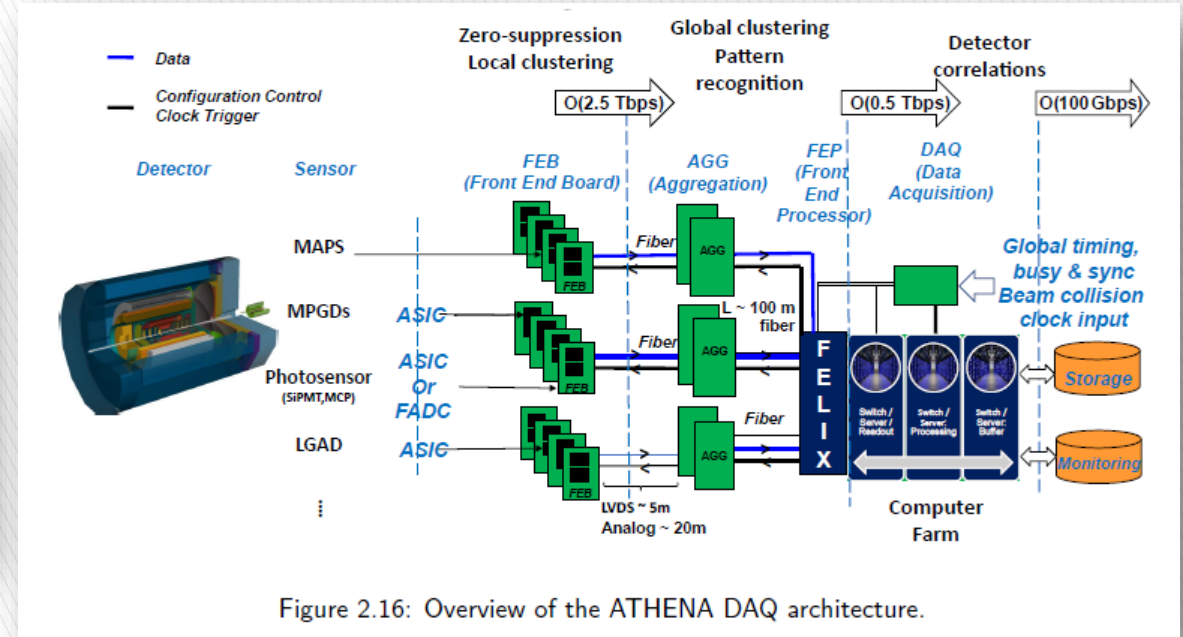 Data
Configuration Control
Clock Trigger
Zero-suppression
Local clustering
Global clustering
Pattern
recognition
Detector
correlations
O(2.5 Tbps)
O(0.5 Tbps)
O(100 Gbps)
Detector
Sensor
FEB
(Front End Board)
AGG
(Aggregation)
FEP
(Front
End
Processor)
DAQ
(Data
Acquisition)
MAPS
FEB
Fiber
AGG
Global timing,
busy & sync
Beam collision
clock input
MPGDs
ASIC
L ~ 100 m
fiber
Photosensor
(SiPMT,MCP)
ASIC
Or
FADC
FEB
Fiber
AGG
FELIX
Switch /
Server /
Readout
Switch /
Server:
Processing
Switch /
Server:
Buffer
Storage
LGAD
ASIC
FEB
Fiber
AGG
Monitoring
LVDS ~ 5m
Analog ~ 20m
Computer
Farm
Figure 2.16: Overview of the ATHENA DAQ architecture.